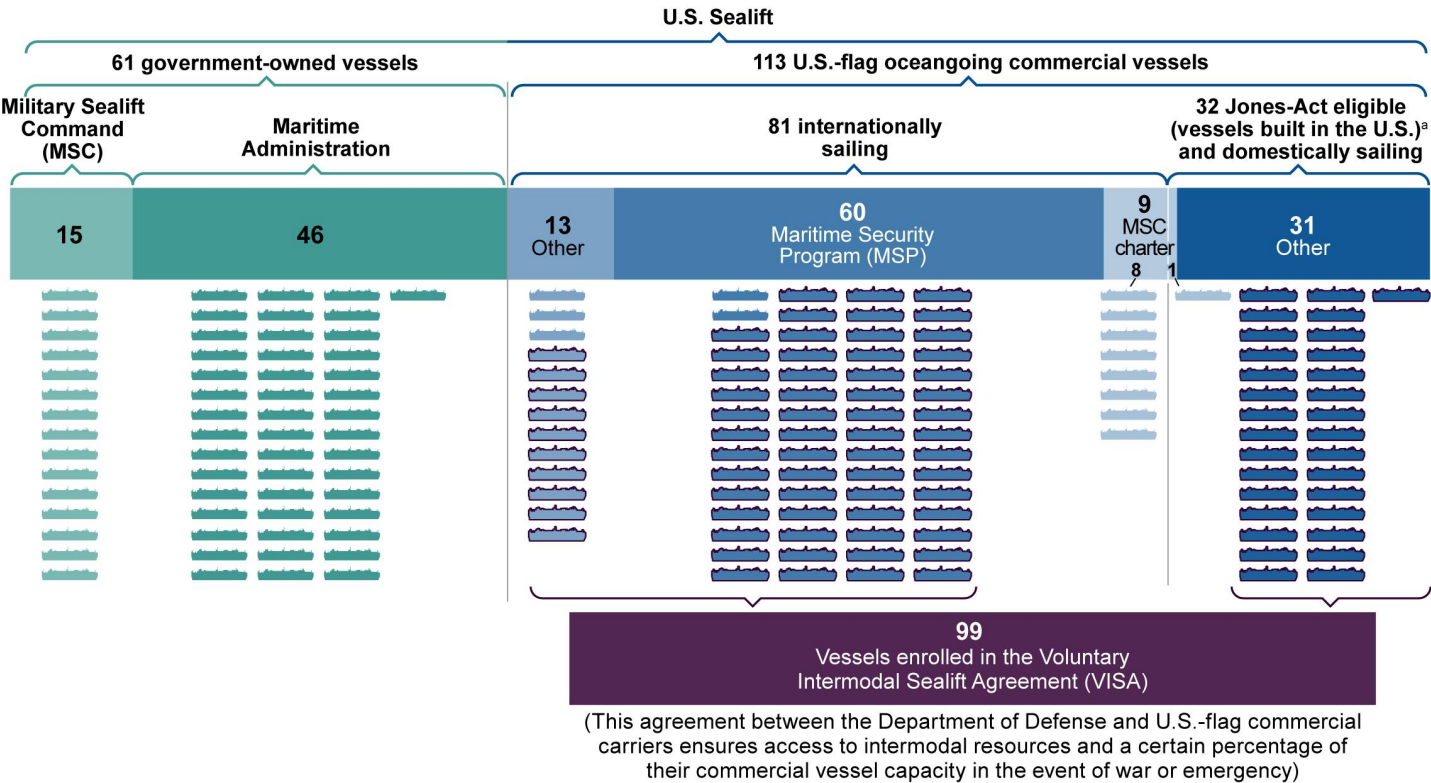 U.S. Sealift
61 government-owned vessels
113 U.S.-flag oceangoing commercial vessels
Military Sealift
Command
(MSC)
Maritime
Administration
81 internationally
sailing
32 Jones-Act eligible
(vessels built in the U.S.)a
and domestically sailing
15
46
13
Other
60
Maritime Security
Program (MSP)
9
MSC
charter
8
1
31
Other
99
Vessels enrolled in the Voluntary
Intermodal Sealift Agreement (VISA)
(This agreement between the Department of Defense and U.S.-flag commercial
carriers ensures access to intermodal resources and a certain percentage of
their commercial vessel capacity in the event of war or emergency)